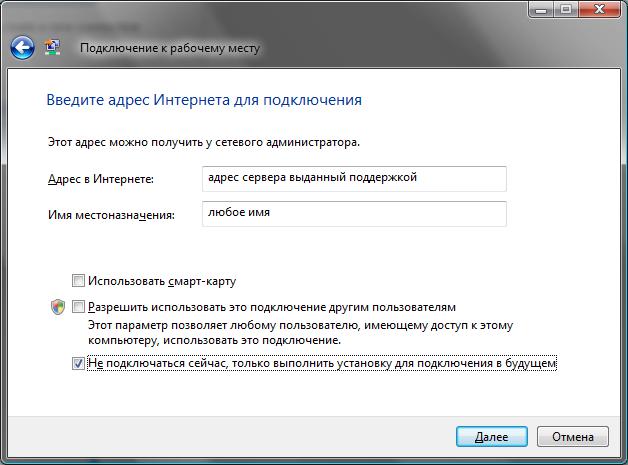 Подключение к рабочему месту
Введите адрес Интернета для подключения
Этот адрес можно получить у сетевого администратора.
Адрес в Интернете: адрес сервера выданный поддержкой
Имя местоназначения: любое имя
Использовать смарт-карту
Разрешить использовать это подключение другим пользователям
Этот параметр позволяет любому пользователю, имеющему доступ к этому
компьютеру, использовать это подключение.
Не подключаться сейчас, только выполнить установку для подключения в будущем
Далее Отмена